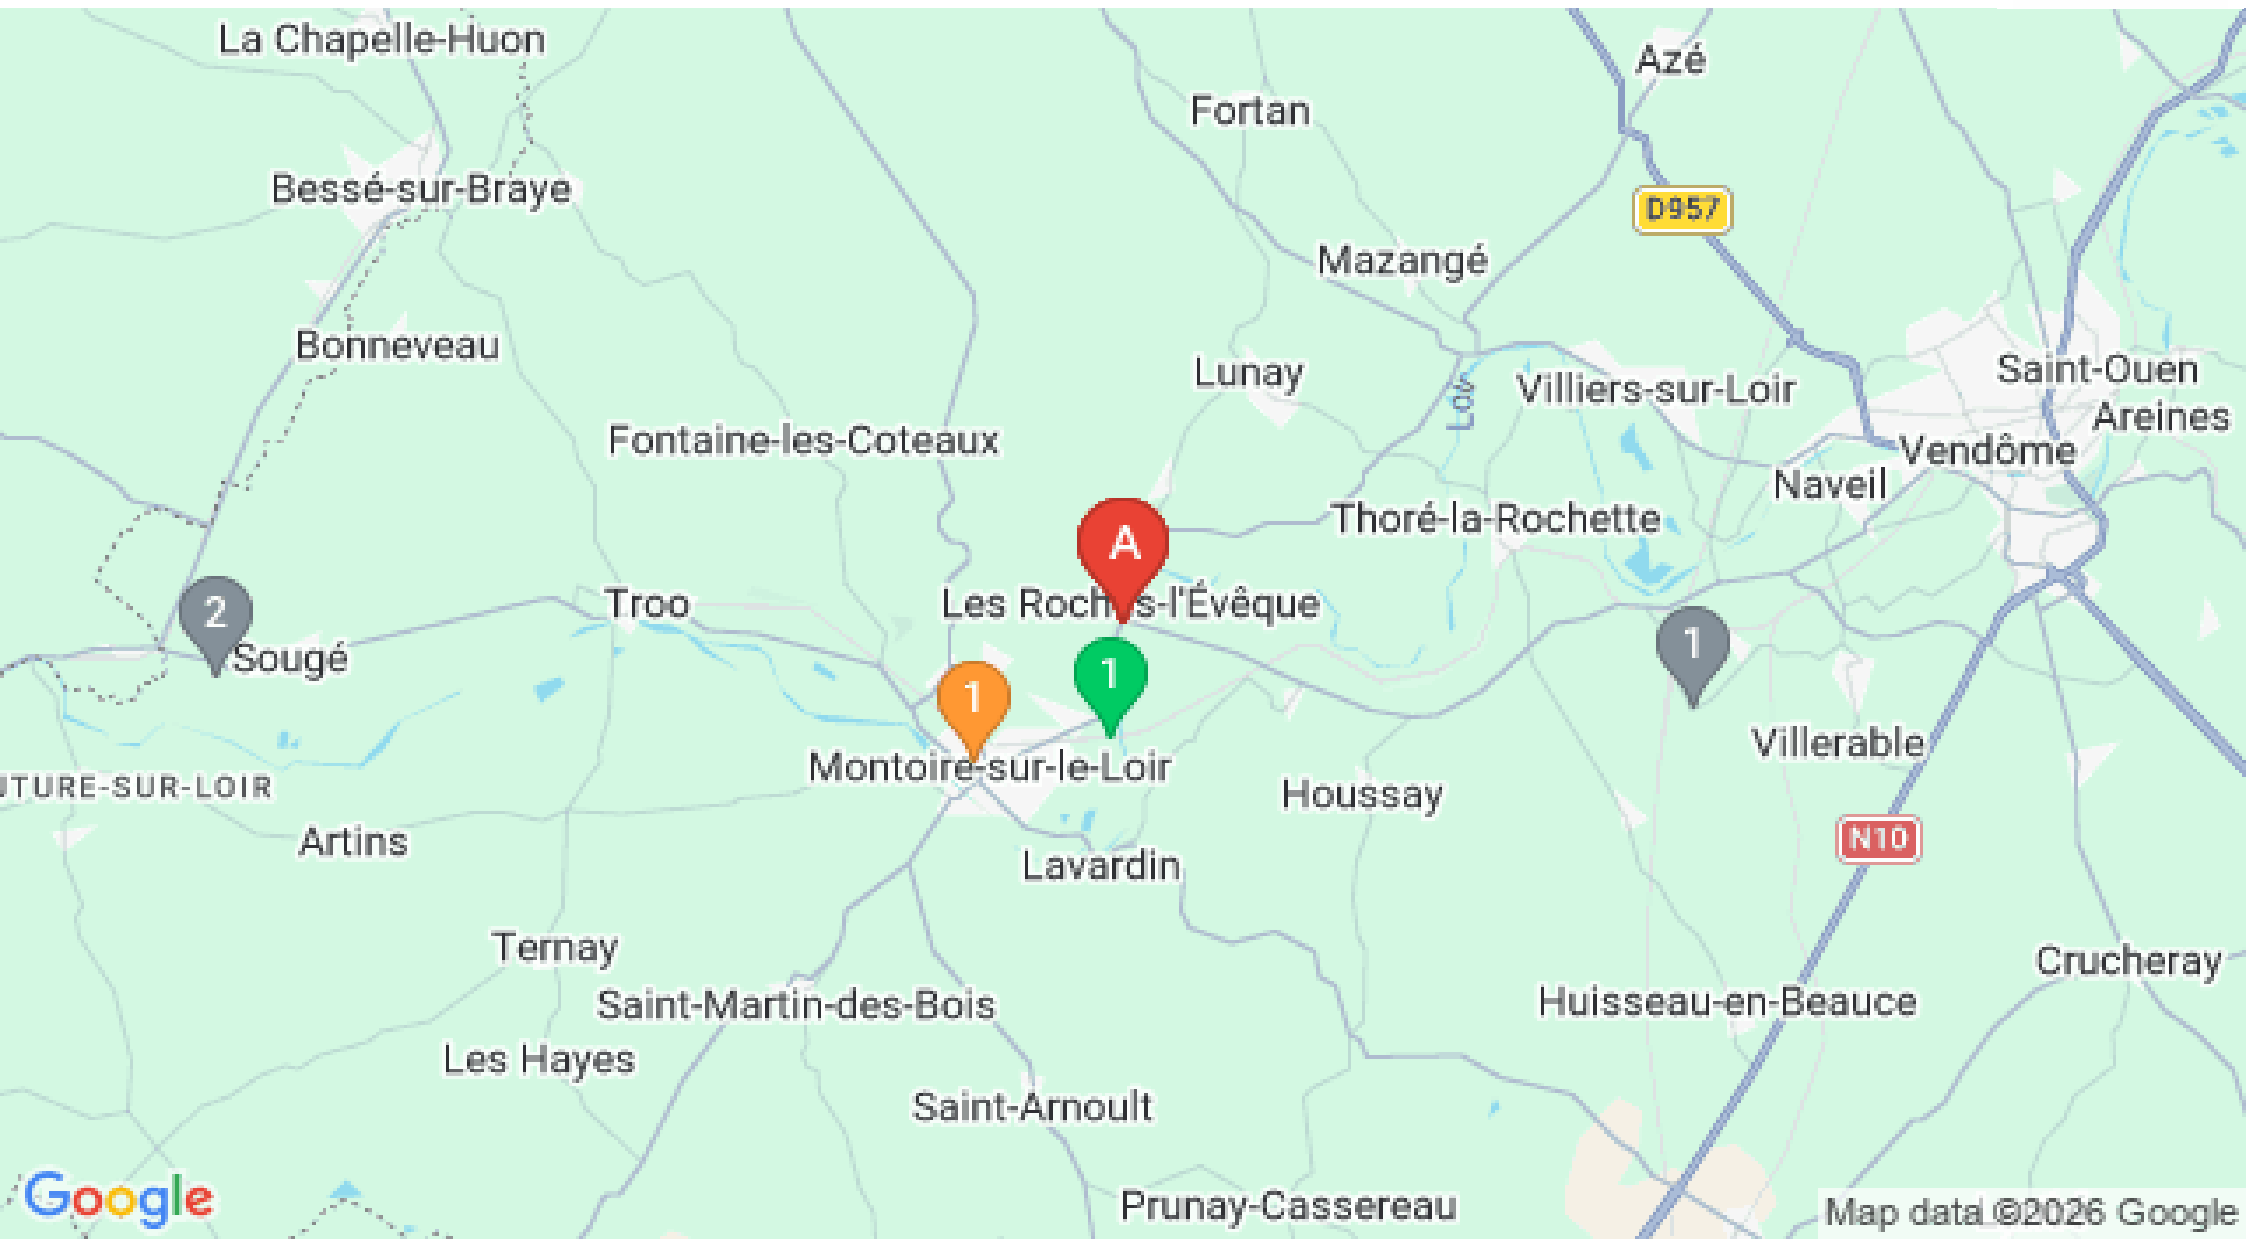 La Chapelle-Huon
Azé
Fortan
Bessé-sur-Braye
D957
Mazangé
Bonneveau
Lunay
Saint-Ouen
Villiers-sur-Loir
Loir
Areines
Fontaine-les-Coteaux
Vendôme
Naveil
Thoré-la-Rochette
A
2
Troo
Les Roches-l'Évêque
1
Sougé
1
1
Villerable
Montoire-sur-le-Loir
UTURE-SUR-LOIR
Houssay
Artins
N10
Lavardin
Ternay
Crucheray
Saint-Martin-des-Bois
Huisseau-en-Beauce
Les Hayes
Saint-Arnoult
Google
Prunay-Cassereau
Map data ©2026 Google